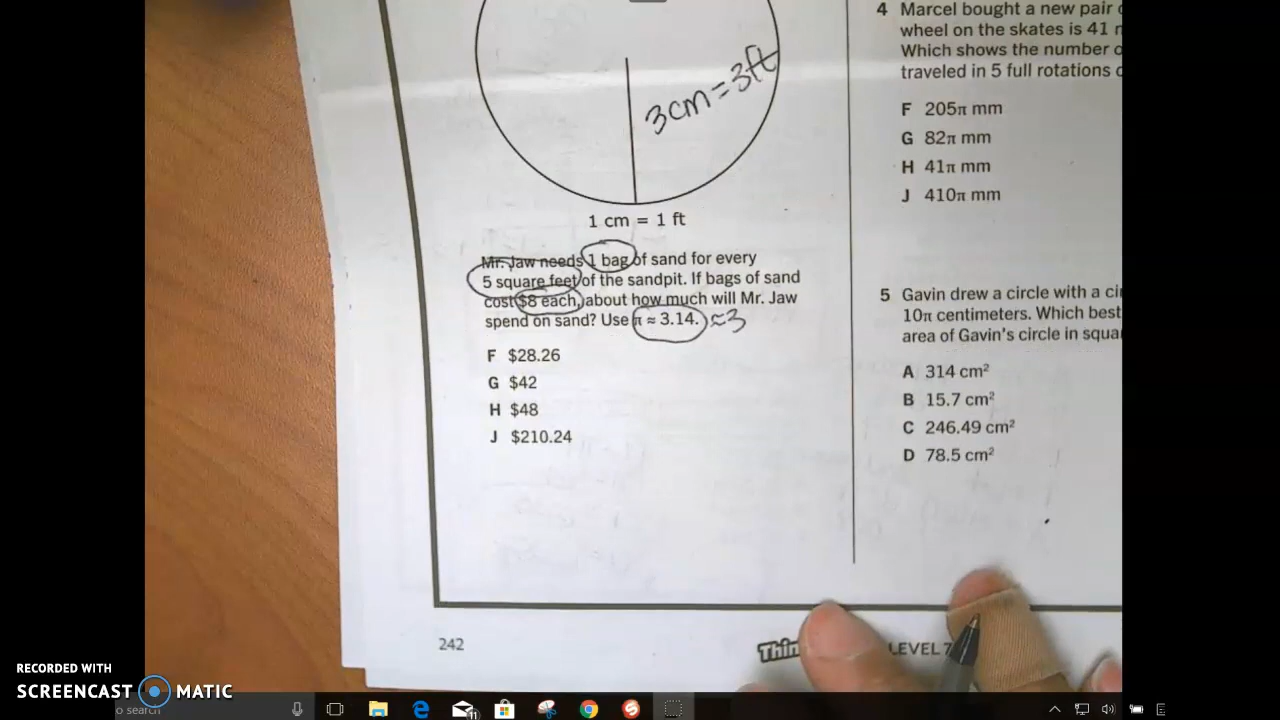 3cm=3ft
1 cm = 1 ft
Mr. Jaw needs 1 bag of sand for every
5 square feet of the sandpit. If bags of sand
cost $8 each, about how much will Mr. Jaw
spend on sand? Use π ≈ 3.14. ≈3
F $28.26
G $42
H $48
J $210.24
242
4 Marcel bought a new pair
wheel on the skates is 41
Which shows the number
traveled in 5 full rotations
F 205π mm
G 82π mm
H 41π mm
J 410π mm
5 Gavin drew a circle with a
10π centimeters. Which best
area of Gavin's circle in
A 314 cm²
B 15.7 cm²
C 246.49 cm²
D 78.5 cm²
LEVEL 7
RECORDED WITH
SCREENCAST MATIC
search
11